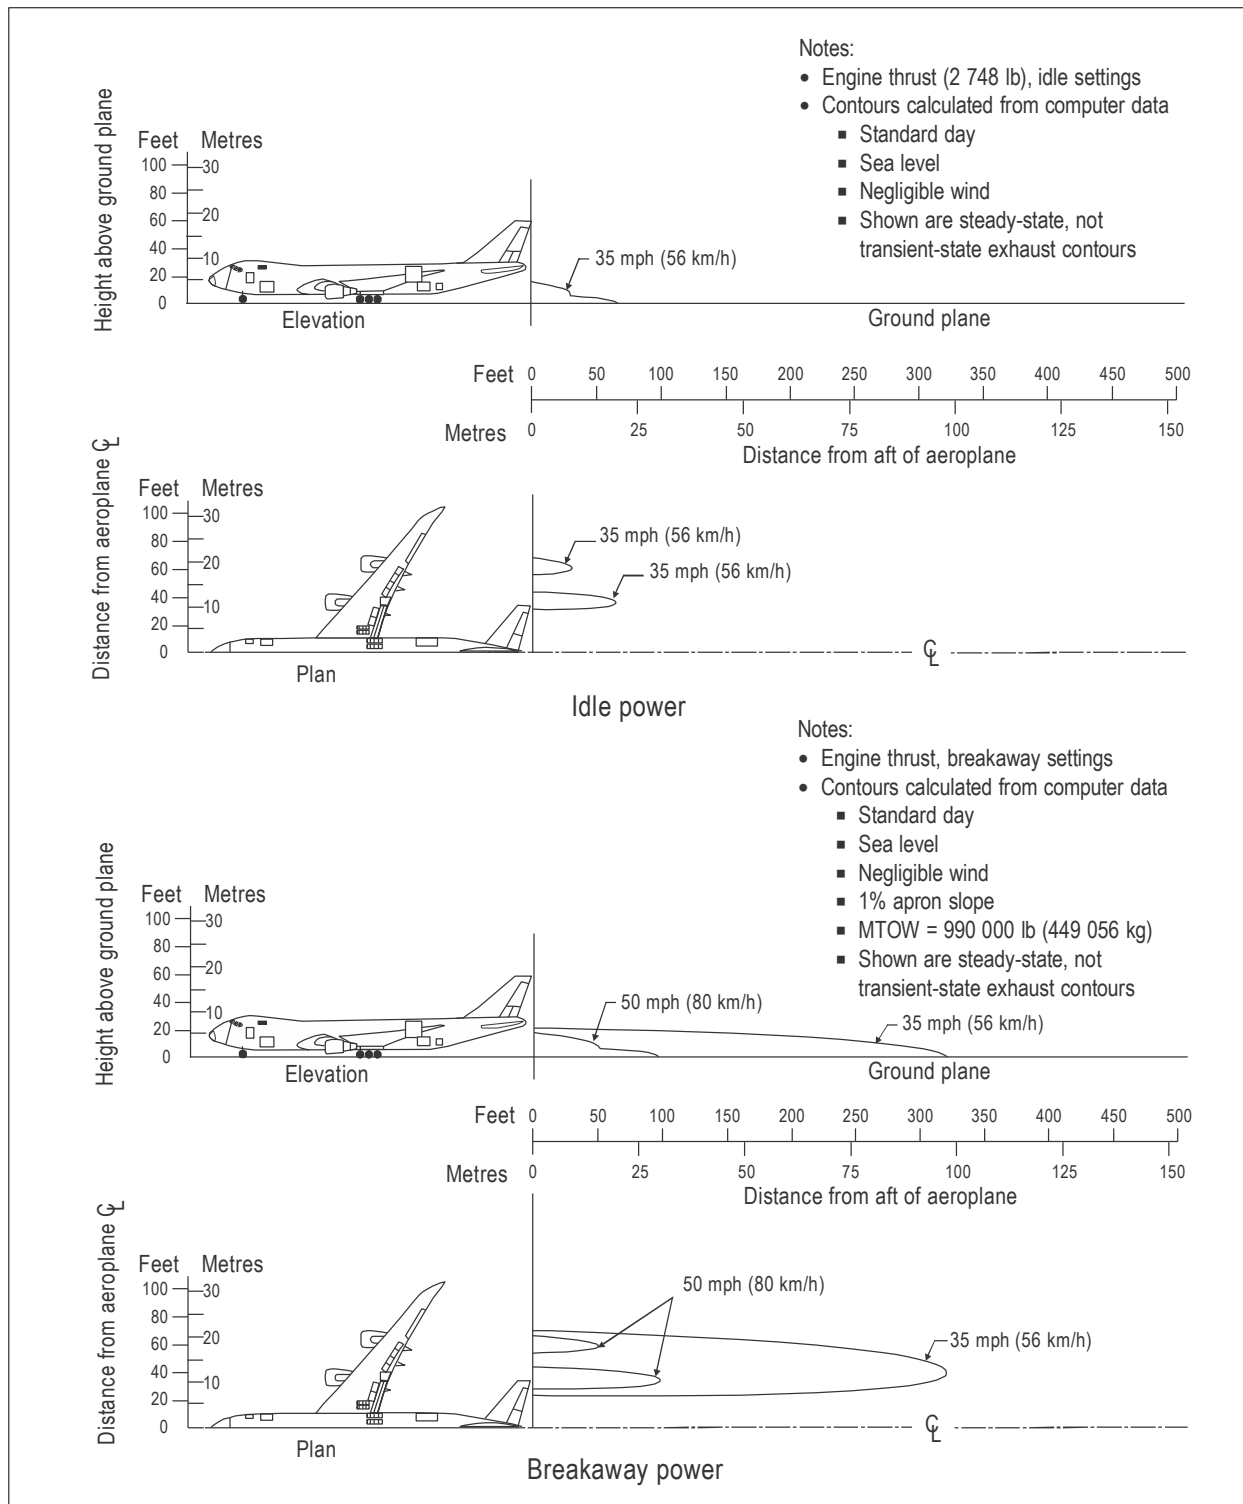 Notes:
● Engine thrust (2 748 lb), idle settings
● Contours calculated from computer data
■ Standard day
■ Sea level
■ Negligible wind
■ Shown are steady-state, not
transient-state exhaust contours
Height above ground plane
Feet Metres
100 30
80
60 20
40 10
20
0
35 mph (56 km/h)
Elevation
Ground plane
Feet 0 50 100 150 200 250 300 350 400 450 500
Metres 0 25 50 75 100 125 150
Distance from aft of aeroplane
Distance from aeroplane ℄
Feet Metres
100 30
80
60 20
40 10
20
0
35 mph (56 km/h)
35 mph (56 km/h)
℄
Plan
Idle power
Notes:
● Engine thrust, breakaway settings
● Contours calculated from computer data
■ Standard day
■ Sea level
■ Negligible wind
■ 1% apron slope
■ MTOW = 990 000 lb (449 056 kg)
■ Shown are steady-state, not
transient-state exhaust contours
Height above ground plane
Feet Metres
100 30
80
60 20
40 10
20
0
50 mph (80 km/h)
35 mph (56 km/h)
Elevation
Ground plane
Feet 0 50 100 150 200 250 300 350 400 450 500
Metres 0 25 50 75 100 125 150
Distance from aft of aeroplane
Distance from aeroplane ℄
Feet Metres
100 30
80
60 20
40 10
20
0
50 mph (80 km/h)
35 mph (56 km/h)
℄
Plan
Breakaway power